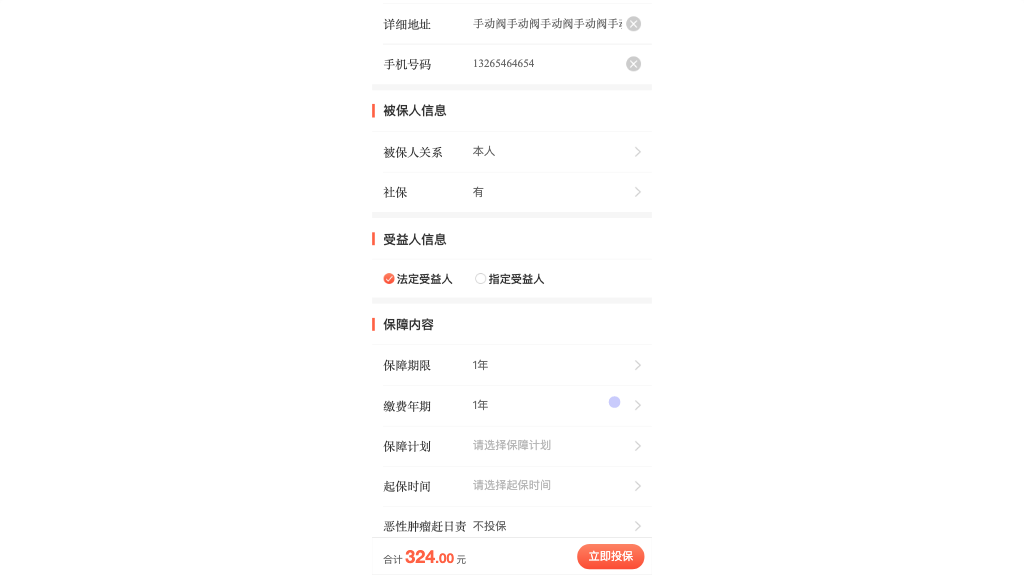 详细地址 手动阀手动阀手动阀手动阀手
手机号码 13265464654
被保人信息
被保人关系 本人
社保 有
受益人信息
法定受益人 指定受益人
保障内容
保障期限 1年
缴费年期 1年
保障计划 请选择保障计划
起保时间 请选择起保时间
恶性肿瘤赶日责 不投保
合计 324.00 元 立即投保